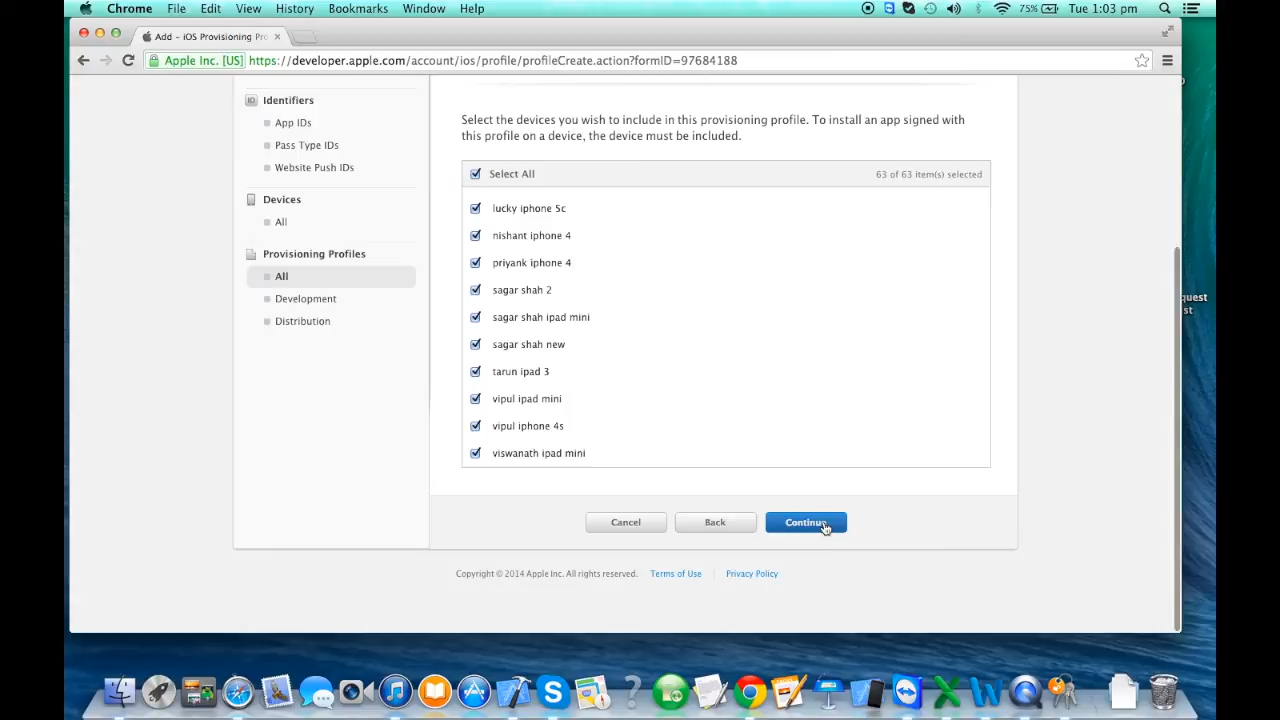 Chrome File Edit View History Bookmarks Window Help 75% Tue 1:03 pm
Add - iOS Provisioning Pro
Apple Inc. [US] https://developer.apple.com/account/ios/profile/profileCreate.action?formID=97684188
Identifiers
App IDs
Pass Type IDs
Website Push IDs
Devices
All
Provisioning Profiles
All
Development
Distribution
Select the devices you wish to include in this provisioning profile. To install an app signed with
this profile on a device, the device must be included.
Select All 63 of 63 item(s) selected
lucky iphone 5c
nishant iphone 4
priyank iphone 4
sagar shah 2
sagar shah ipad mini
sagar shah new
tarun ipad 3
vipul ipad mini
vipul iphone 4s
viswanath ipad mini
Cancel Back Continue
Copyright © 2014 Apple Inc. All rights reserved. Terms of Use Privacy Policy
quest
st